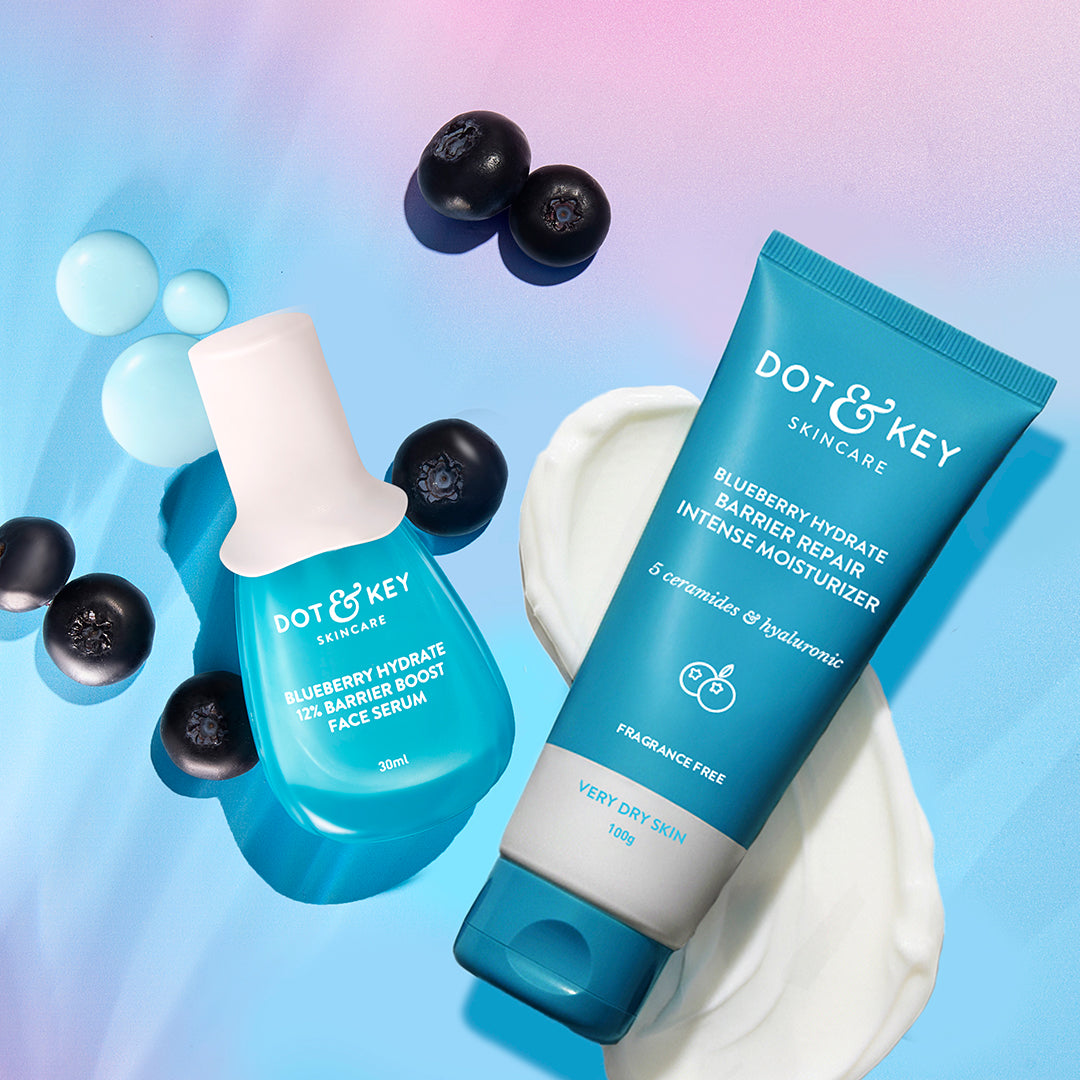 DOT & KEY
SKINCARE
BLUEBERRY HYDRATE
12% BARRIER BOOST
FACE SERUM
30ml
DOT & KEY
SKINCARE
BLUEBERRY HYDRATE
BARRIER REPAIR
INTENSE MOISTURIZER
5 ceramides & hyaluronic
FRAGRANCE FREE
VERY DRY SKIN
100g